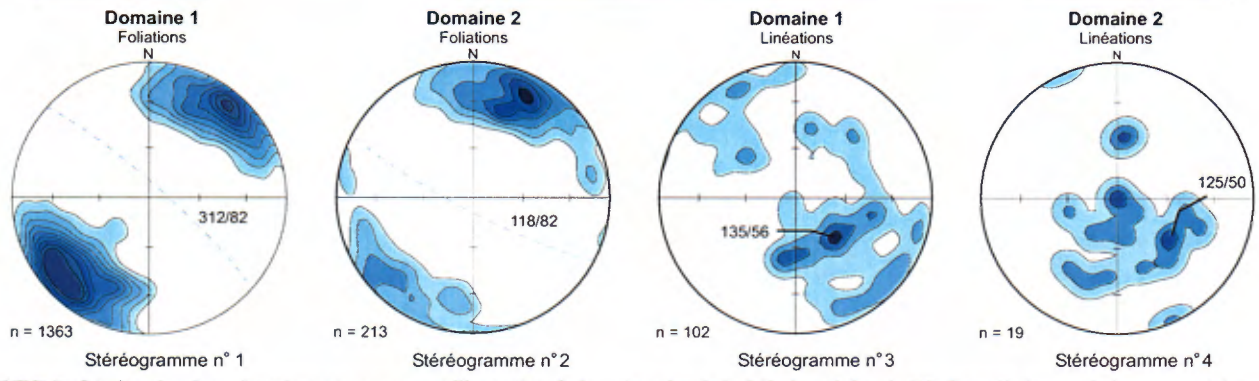 Domaine 1
Foliations
N
312/82
n = 1363
Stéréogramme n° 1
Domaine 2
Foliations
N
118/82
n = 213
Stéréogramme n°2
Domaine 1
Linéations
N
135/56
n = 102
Stéréogramme n°3
Domaine 2
Linéations
N
125/50
n = 19
Stéréogramme n°4